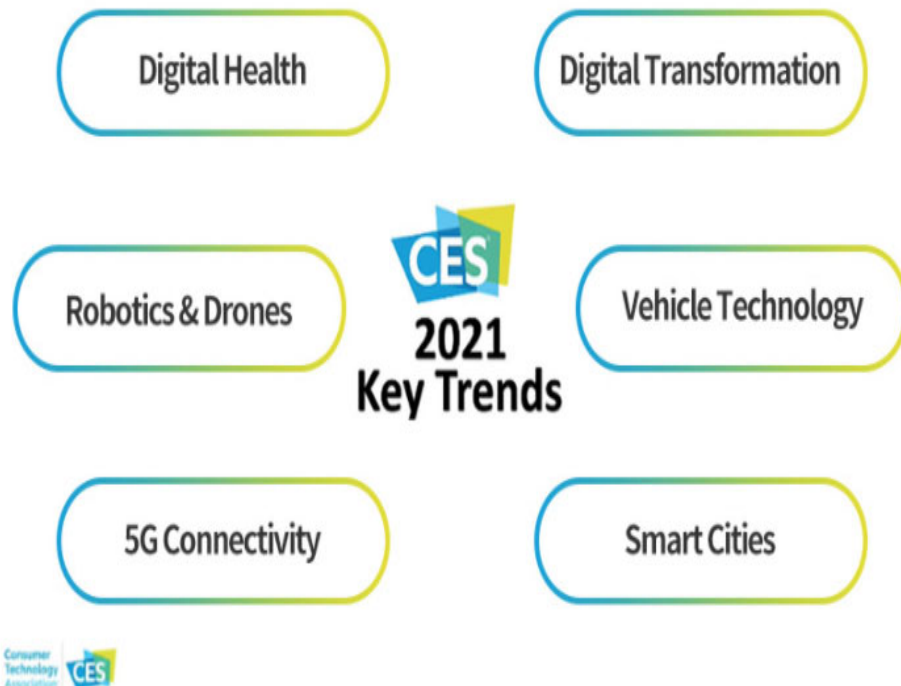 Digital Health
Digital Transformation
CES
2021
Key Trends
Robotics & Drones
Vehicle Technology
5G Connectivity
Smart Cities
Consumer
Technology
Association
CES